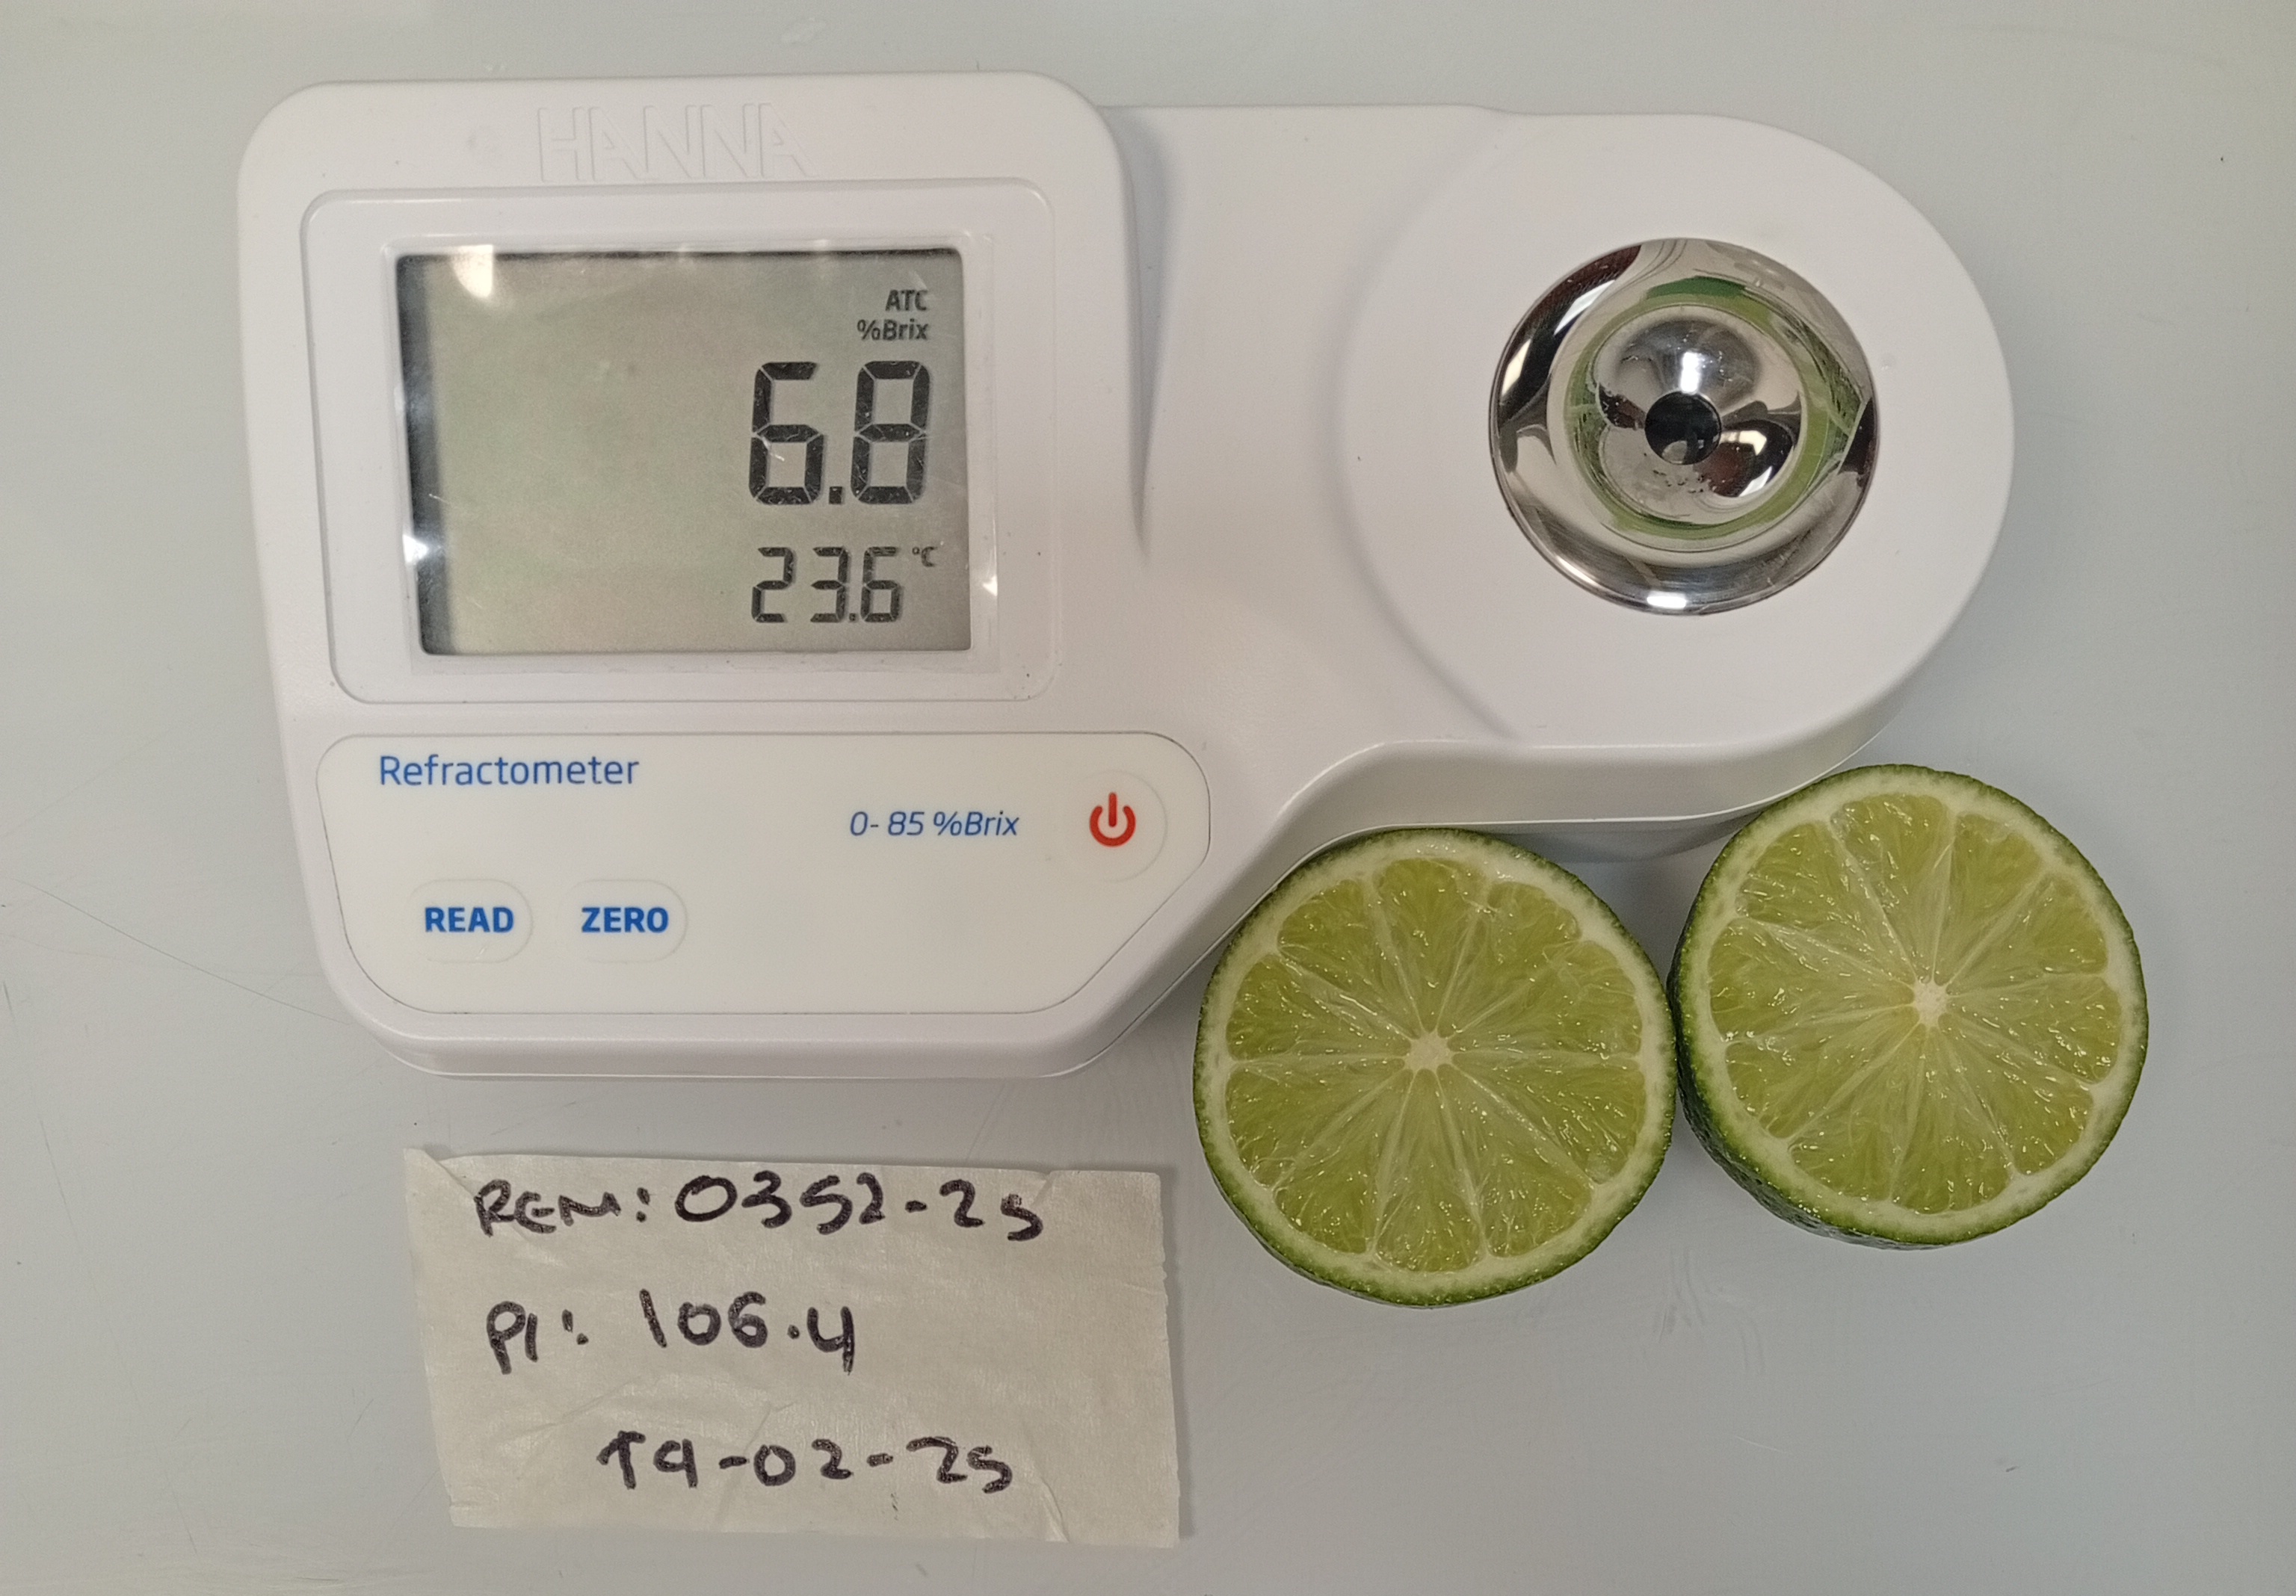 HANNA
ATC
%Brix
6.8
23.6 °C
Refractometer
0-85 %Brix
READ ZERO
REM: 0352-25
PI: 106.4
19-02-25